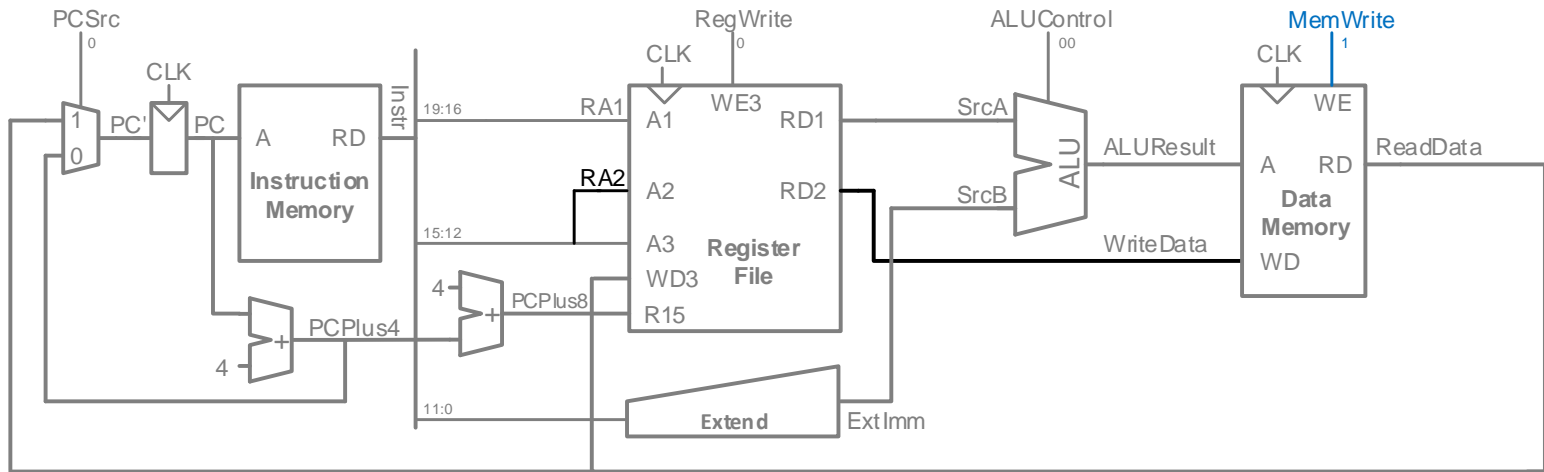 PCSrc
0
RegWrite
0
ALUControl
00
MemWrite
1
CLK
CLK
CLK
Instr
1
0
PC'
PC
A
RD
Instruction
Memory
19:16
RA1
A1
WE3
RD1
SrcA
RA2
A2
RD2
SrcB
15:12
A3
Register
File
WD3
R15
ALU
ALUResult
WE
A
RD
ReadData
Data
Memory
WriteData
WD
4
+
PCPlus8
+
PCPlus4
4
11:0
Extend
ExtImm